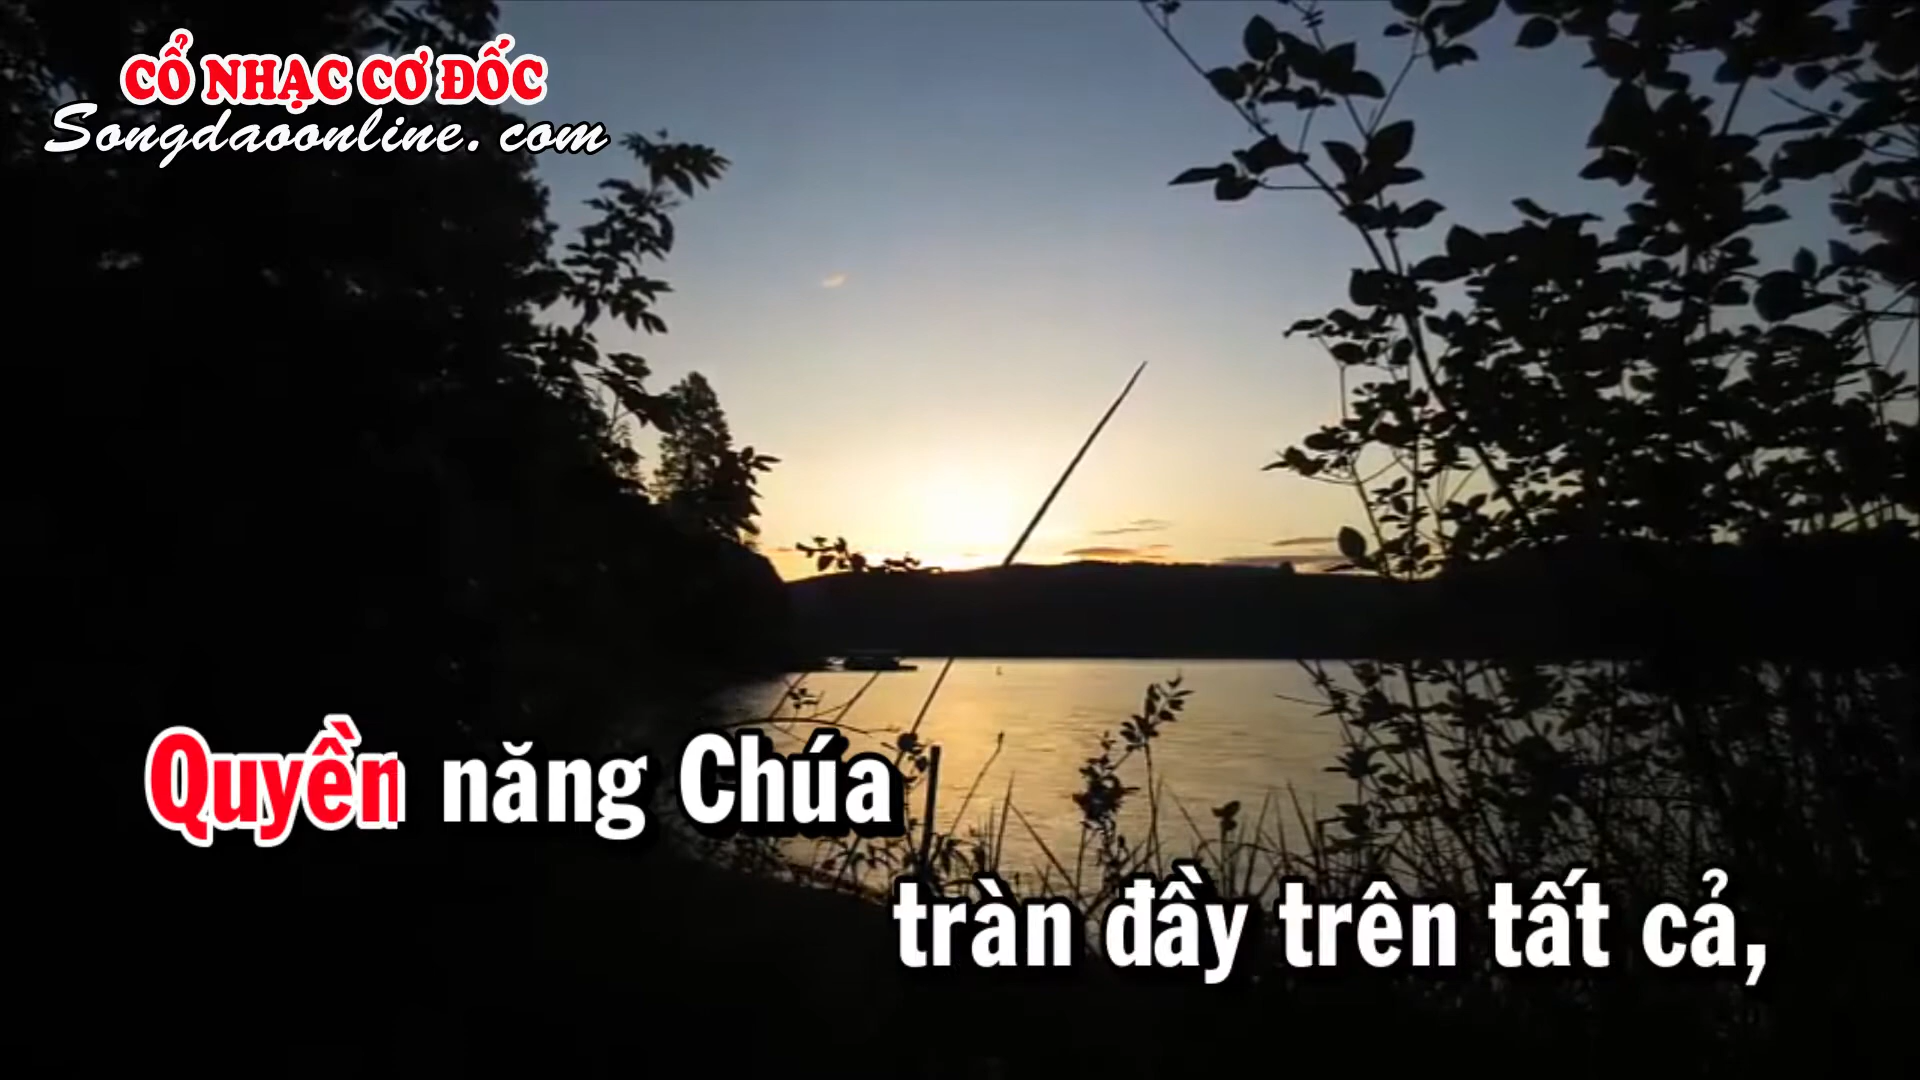 CỔ NHẠC CƠ ĐỐC
Songdaoonline. com
Quyền năng Chúa
tràn đầy trên tất cả,